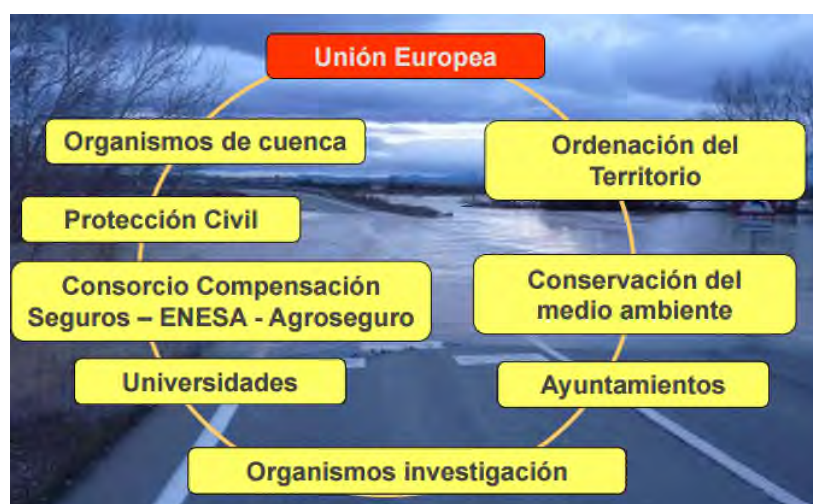 Unión Europea
Organismos de cuenca
Ordenación del
Territorio
Protección Civil
Consorcio Compensación
Seguros – ENESA - Agroseguro
Conservación del
medio ambiente
Universidades
Ayuntamientos
Organismos investigación